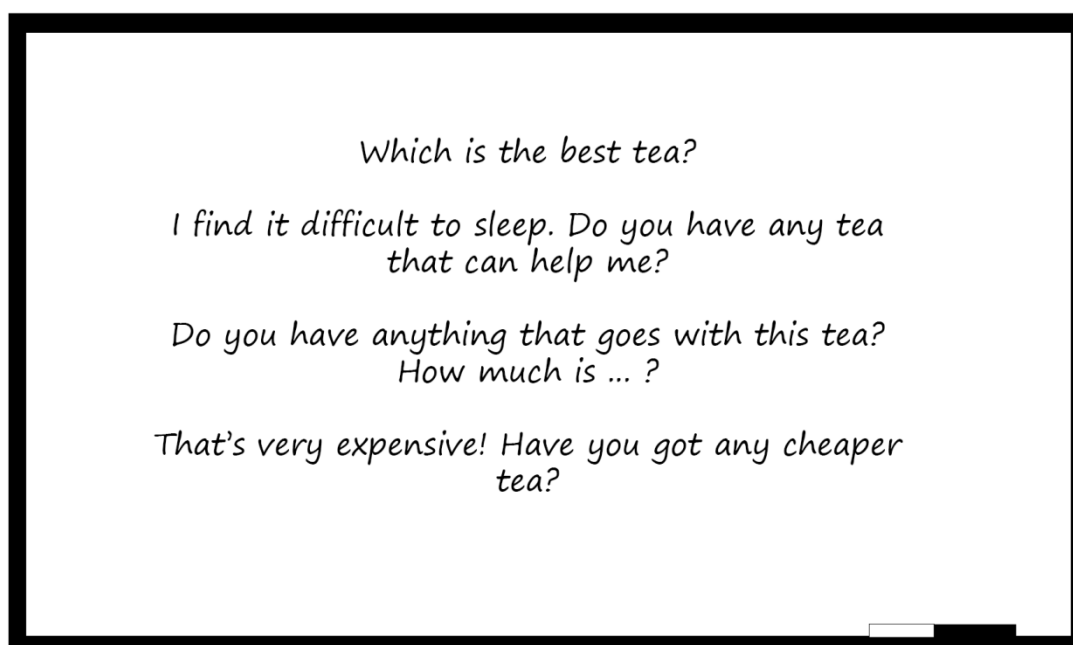 Which is the best tea?
I find it difficult to sleep. Do you have any tea
that can help me?
Do you have anything that goes with this tea?
How much is ... ?
That's very expensive! Have you got any cheaper
tea?